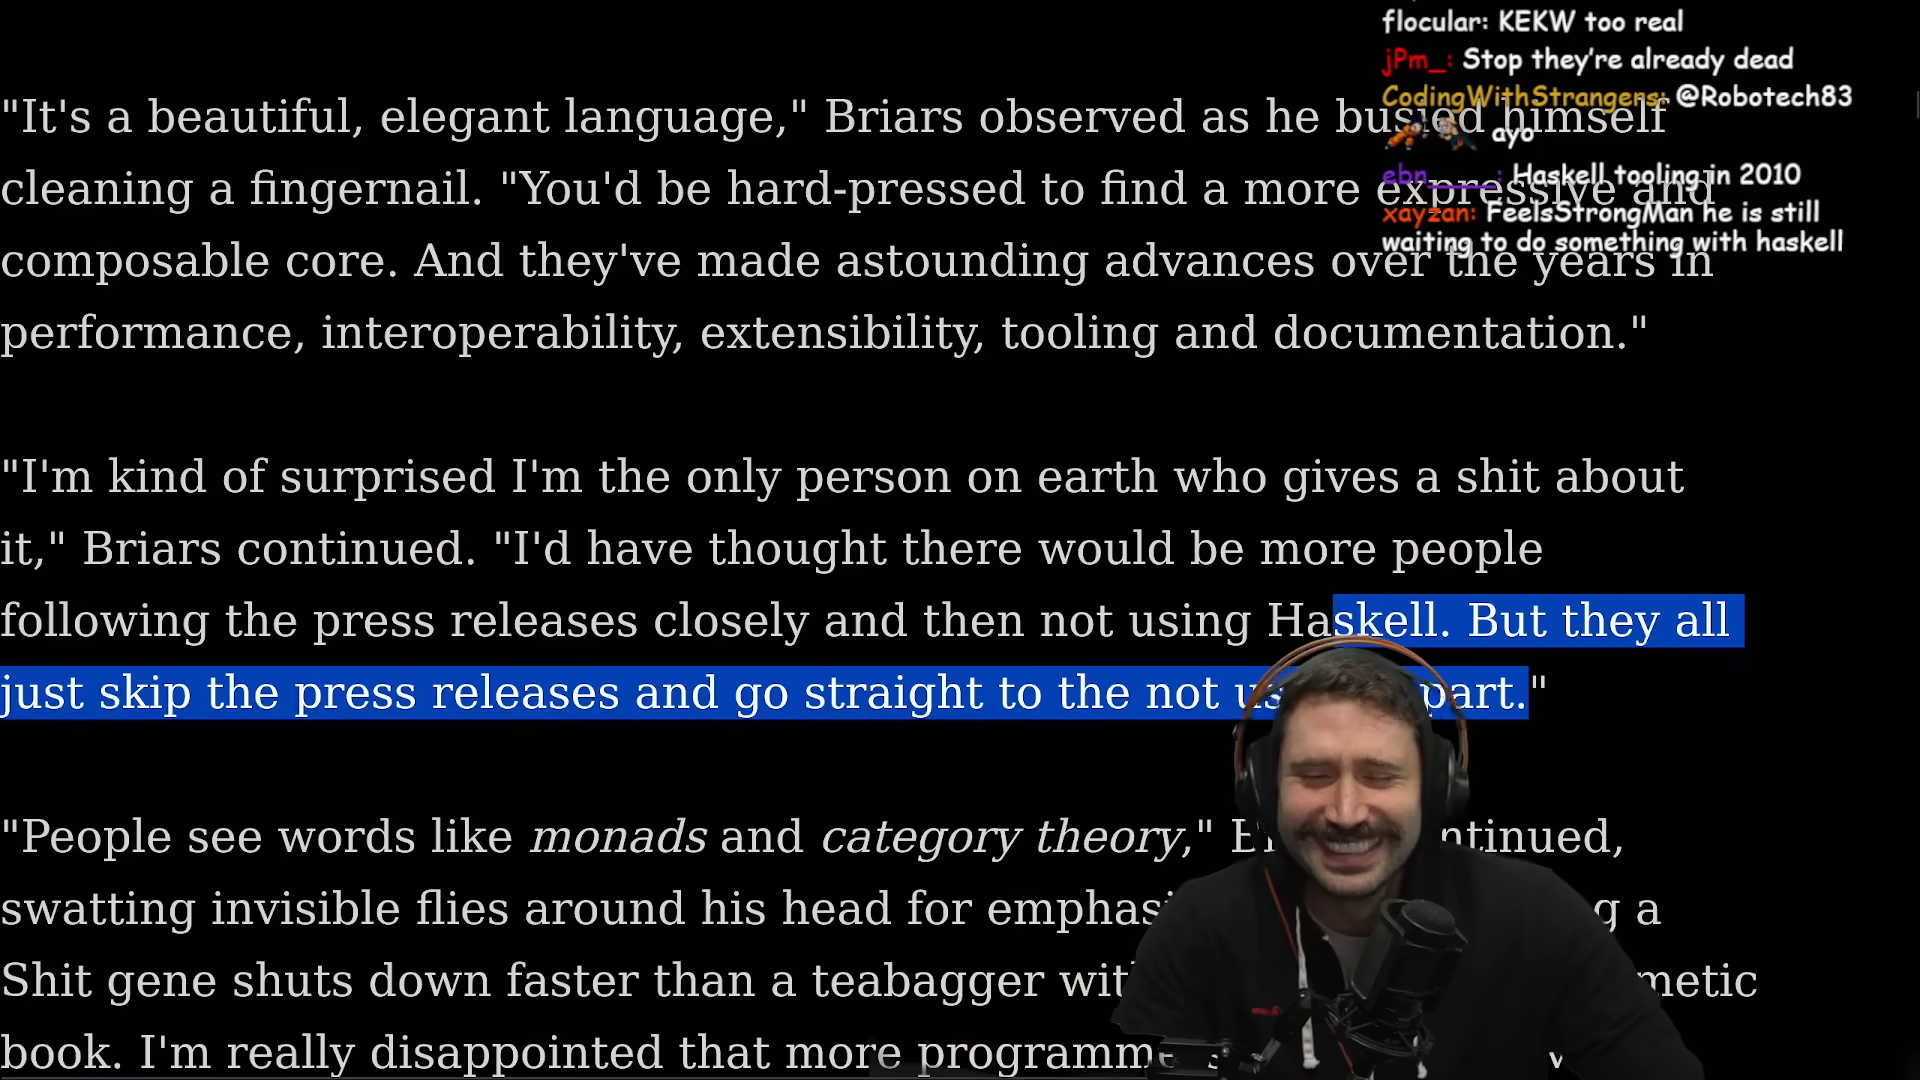 flocular: KEKW too real
jPm_: Stop they're already dead
CodingWithStrangers: @Robotech83
ayo
ebn_____: Haskell tooling in 2010
xayzan: FeelsStrongMan he is still
waiting to do something with haskell
"It's a beautiful, elegant language," Briars observed as he busied himself
cleaning a fingernail. "You'd be hard-pressed to find a more expressive and
composable core. And they've made astounding advances over the years in
performance, interoperability, extensibility, tooling and documentation."
"I'm kind of surprised I'm the only person on earth who gives a shit about
it," Briars continued. "I'd have thought there would be more people
following the press releases closely and then not using Haskell. But they all
just skip the press releases and go straight to the not part."
"People see words like monads and category theory,"
swatting invisible flies around his head for a
Shit gene shuts down faster than a teabagger
book. I'm really disappointed that more